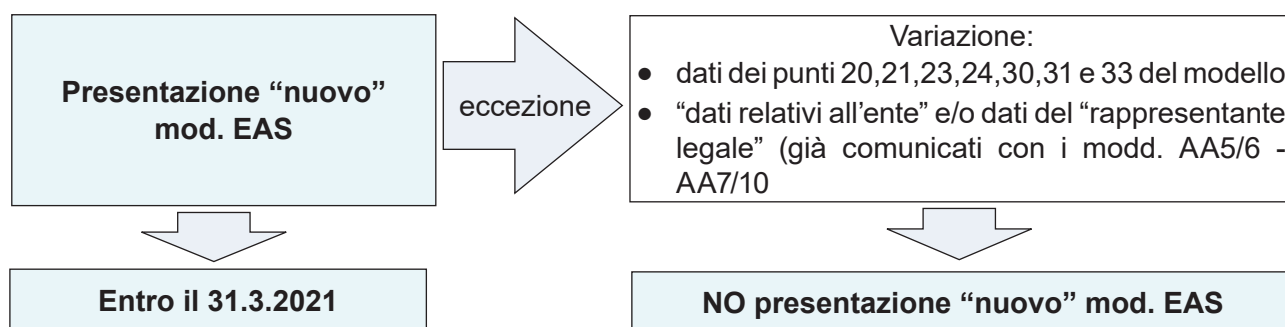 Presentazione “nuovo”
mod. EAS
eccezione
Variazione:
● dati dei punti 20,21,23,24,30,31 e 33 del modello
● “dati relativi all’ente” e/o dati del “rappresentante
legale” (già comunicati con i modd. AA5/6 -
AA7/10
Entro il 31.3.2021
NO presentazione “nuovo” mod. EAS